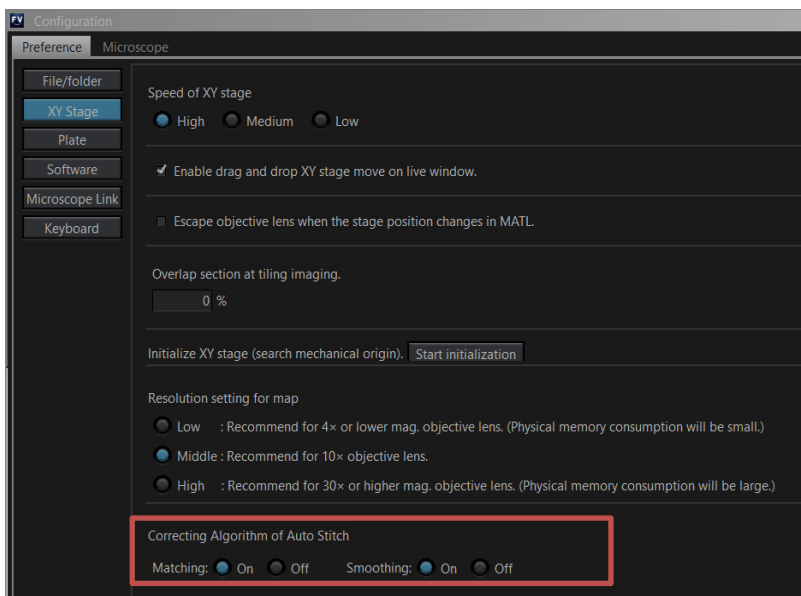 FV Configuration
Preference Microscope
File/folder
XY Stage
Plate
Software
Microscope Link
Keyboard
Speed of XY stage
High Medium Low
Enable drag and drop XY stage move on live window.
Escape objective lens when the stage position changes in MATL.
Overlap section at tiling imaging.
0 %
Initialize XY stage (search mechanical origin). Start initialization
Resolution setting for map
Low : Recommend for 4× or lower mag. objective lens. (Physical memory consumption will be small.)
Middle : Recommend for 10× objective lens.
High : Recommend for 30× or higher mag. objective lens. (Physical memory consumption will be large.)
Correcting Algorithm of Auto Stitch
Matching: On Off Smoothing: On Off